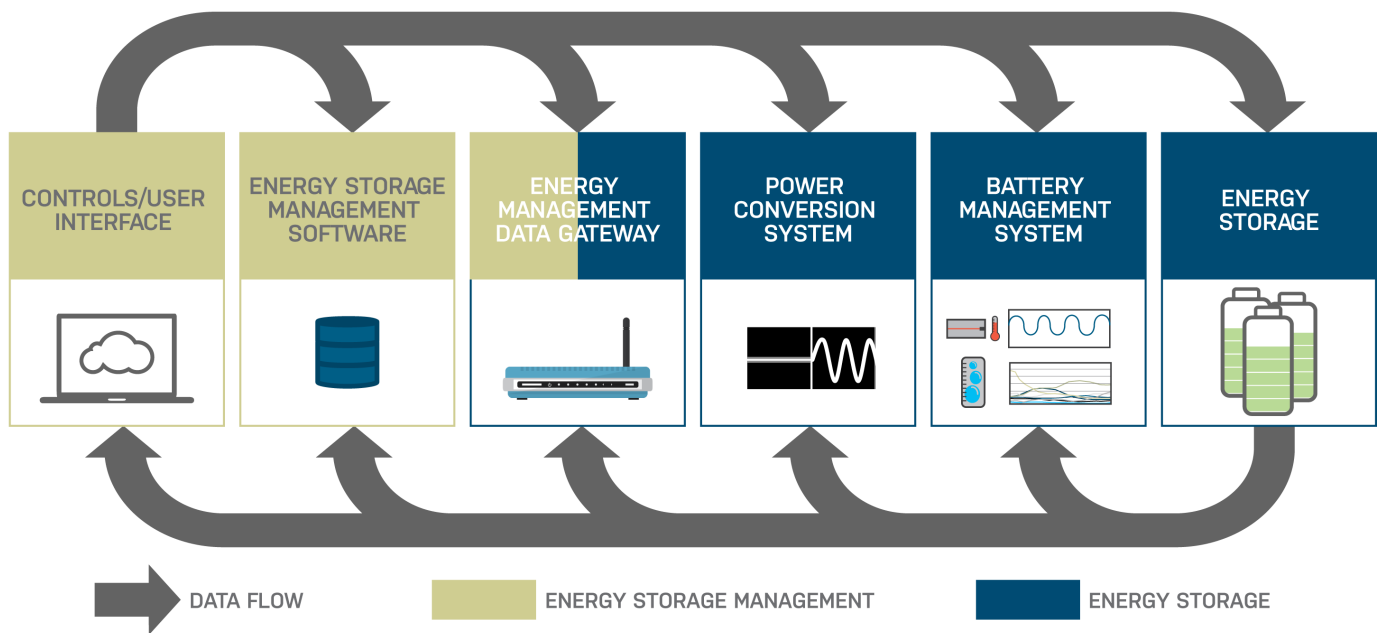 CONTROLS/USER
INTERFACE
ENERGY STORAGE
MANAGEMENT
SOFTWARE
ENERGY
MANAGEMENT
DATA GATEWAY
POWER
CONVERSION
SYSTEM
BATTERY
MANAGEMENT
SYSTEM
ENERGY
STORAGE
DATA FLOW
ENERGY STORAGE MANAGEMENT
ENERGY STORAGE